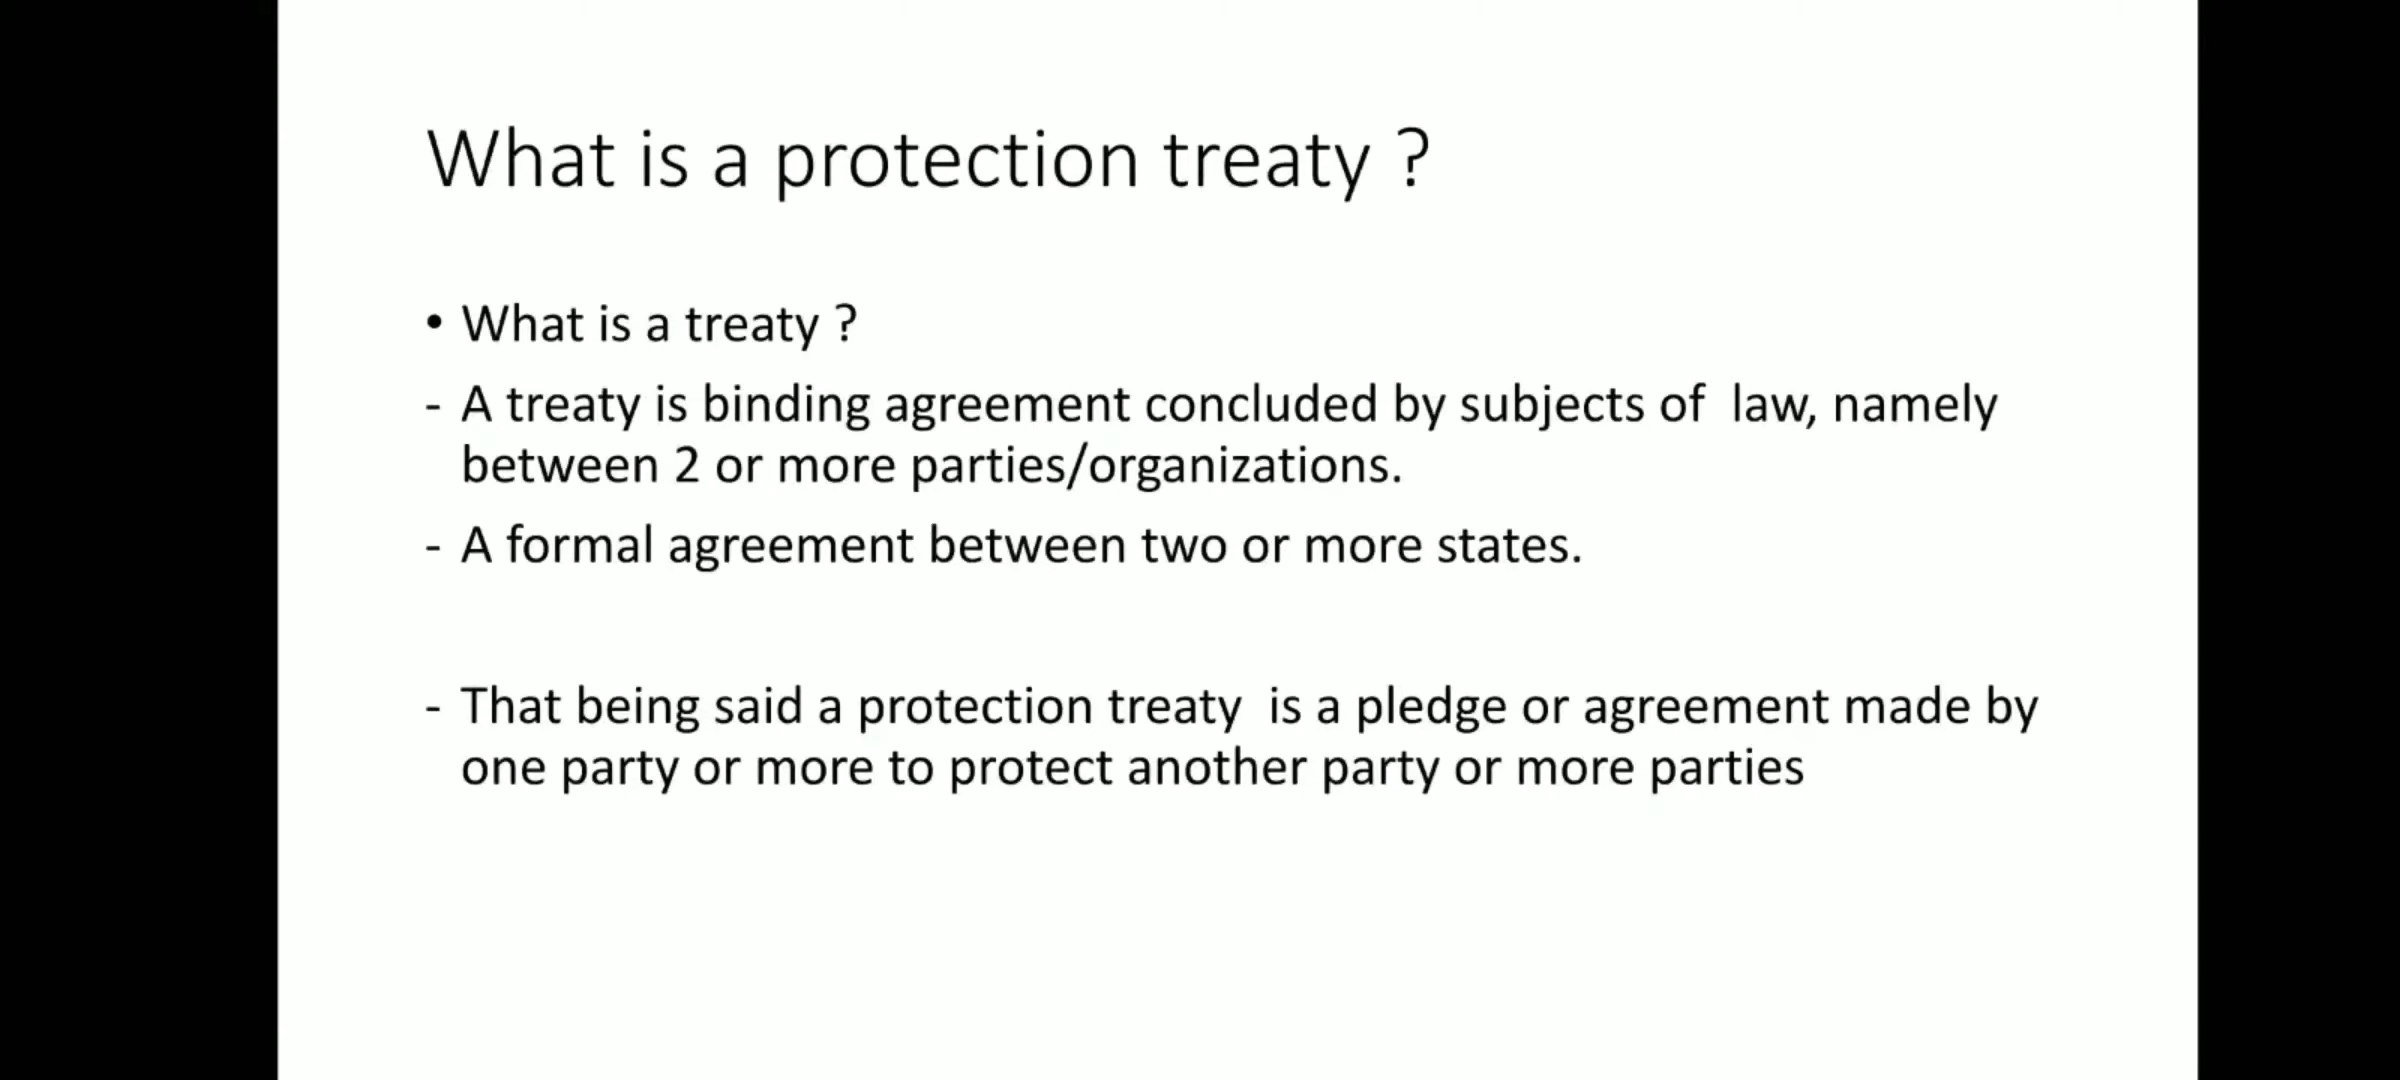 What is a protection treaty ?
• What is a treaty ?
- A treaty is binding agreement concluded by subjects of  law, namely
between 2 or more parties/organizations.
- A formal agreement between two or more states.
- That being said a protection treaty  is a pledge or agreement made by
one party or more to protect another party or more parties